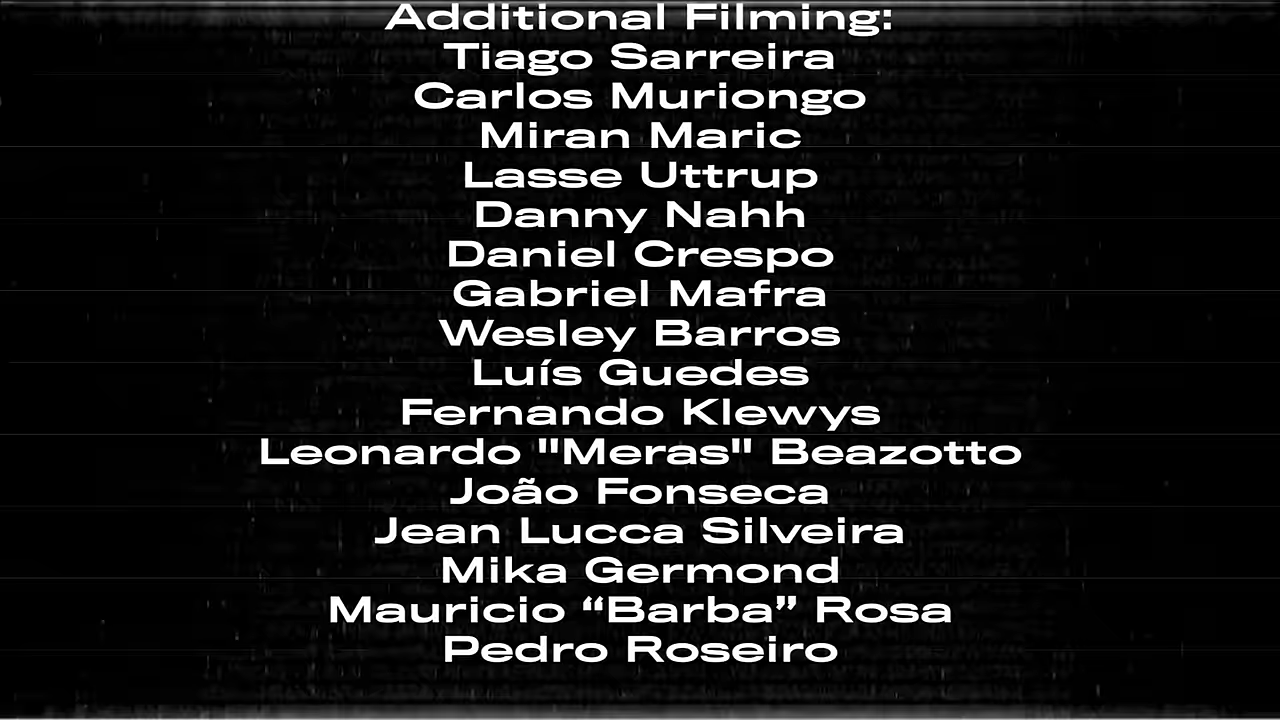 Additional Filming:
Tiago Sarreira
Carlos Muriongo
Miran Maric
Lasse Uttrup
Danny Nahh
Daniel Crespo
Gabriel Mafra
Wesley Barros
Luís Guedes
Fernando Klewys
Leonardo "Meras" Beazotto
João Fonseca
Jean Lucca Silveira
Mika Germond
Mauricio “Barba” Rosa
Pedro Roseiro